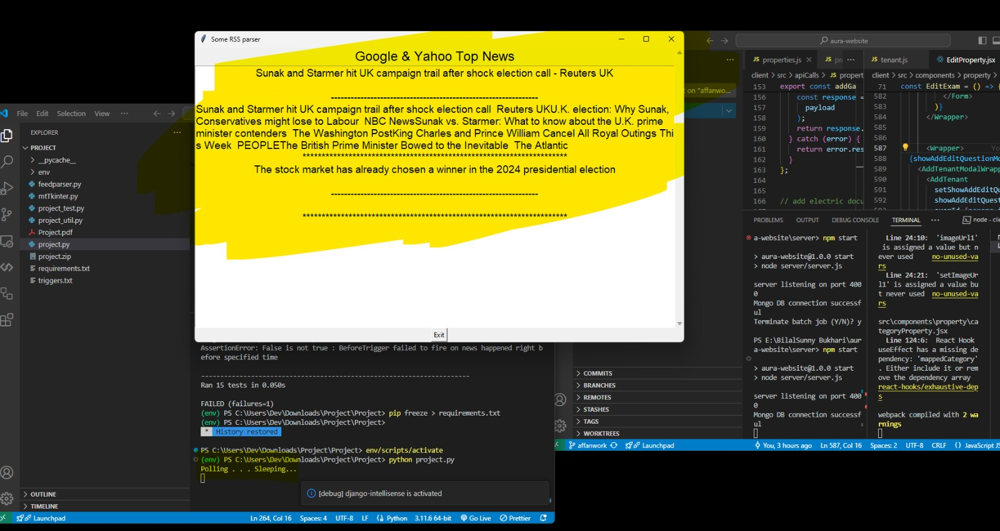 Some RSS parser
Google & Yahoo Top News
Sunak and Starmer hit UK campaign trail after shock election call - Reuters UK
----------------------------------------------------------------
Sunak and Starmer hit UK campaign trail after shock election call  Reuters UKU.K. election: Why Sunak,
Conservatives might lose to Labour  NBC NewsSunak vs. Starmer: What to know about the U.K. prime
minister contenders  The Washington PostKing Charles and Prince William Cancel All Royal Outings Thi
s Week  PEOPLEThe British Prime Minister Bowed to the Inevitable  The Atlantic
**********************************************************************
The stock market has already chosen a winner in the 2024 presidential election
----------------------------------------------------------------
**********************************************************************
Exit
File Edit Selection View ...
EXPLORER ...
PROJECT
__pycache__
env
feedparser.py
mtTkinter.py
project_test.py
project_util.py
Project.pdf
project.py
project.zip
requirements.txt
triggers.txt
OUTLINE
TIMELINE
AssertionError: False is not true : BeforeTrigger failed to fire on news happened right b
efore specified time
----------------------------------------------------------------------
Ran 15 tests in 0.050s
FAILED (failures=1)
(env) PS C:\Users\Dev\Downloads\Project\Project> pip freeze > requirements.txt
(env) PS C:\Users\Dev\Downloads\Project\Project>
* History restored
PS C:\Users\Dev\Downloads\Project\Project> env/scripts/activate
(env) PS C:\Users\Dev\Downloads\Project\Project> python project.py
Polling . . . Sleeping...
[debug] django-intellisense is activated
Launchpad Ln 264, Col 16 Spaces: 4 UTF-8 LF Python 3.11.6 64-bit Go Live Prettier
aura-website
t on "affanwo...
COMMITS
BRANCHES
REMOTES
STASHES
TAGS
WORKTREES
JS properties.js JS pr ...
client > src > apiCalls > JS propert
153 export const addGa
156 const response =
157 payload
158 );
159 return response.
160 } catch (error) {
161 return error.res
162 }
163 };
164
165
166 // add electric docu
JS tenant.js EditProperty.jsx
client > src > components > property >
71 const EditExam = () => {
582 </Form>
583 )}
584 </Wrapper>
585
586
587 <Wrapper> Yo
588 {showAddEditQuestionMo
589 <AddTenantModalWrapp
590 <AddTenant
591 setShowAddEditQu
592 showAddEditQuest
PROBLEMS OUTPUT DEBUG CONSOLE TERMINAL ... node - clie
a-website\server> npm start
> aura-website@1.0.0 start
> node server/server.js
server listening on port 400
0
Mongo DB connection successf
ul
Terminate batch job (Y/N)? y
PS E:\BilalSunny Bukhari\aur
a-website\server> npm start
> aura-website@1.0.0 start
> node server/server.js
server listening on port 400
0
Mongo DB connection successf
ul
Line 24:10: 'imageUrl1'
is assigned a value but n
ever used no-unused-va
rs
Line 24:21: 'setImageUr
l1' is assigned a value bu
t never used no-unused-va
rs
src\components\property\ca
tegoryProperty.jsx
Line 124:6: React Hook
useEffect has a missing de
pendency: 'mappedCategory'
. Either include it or rem
ove the dependency array
react-hooks/exhaustive-dep
s
webpack compiled with 2 wa
rnings
affanwork Launchpad You, 3 hours ago Ln 587, Col 16 Spaces: 2 UTF-8 CRLF {} JavaScript JS